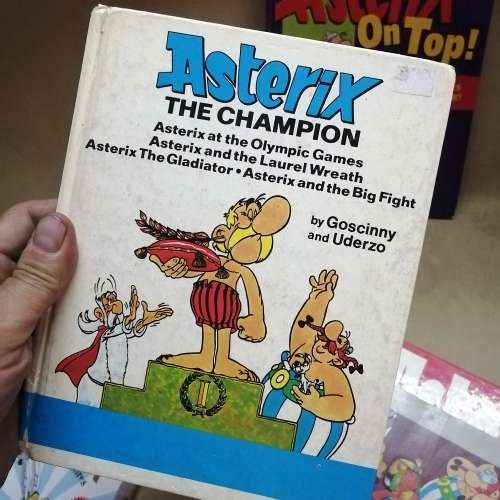 Asterix
THE CHAMPION
Asterix at the Olympic Games
Asterix and the Laurel Wreath
Asterix The Gladiator • Asterix and the Big Fight
by Goscinny
and Uderzo
Asterix
On Top!